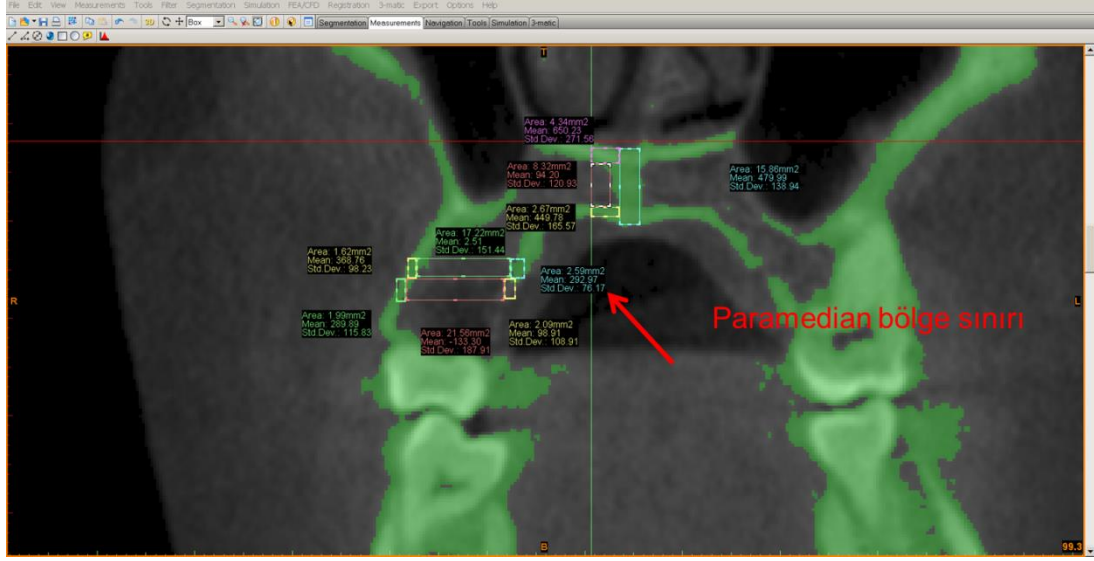 File Edit View Measurements Tools Filter Segmentation Simulation FEA/CFD Registration 3-matic Export Options Help
2D Box Segmentation Measurements Navigation Tools Simulation 3-matic
T
Area: 4.34mm2
Mean: 650.23
Std.Dev.: 271.56
Area: 8.32mm2
Mean: 94.20
Std.Dev.: 120.93
Area: 15.86mm2
Mean: 479.99
Std.Dev.: 138.94
Area: 2.67mm2
Mean: 449.78
Std.Dev.: 165.57
Area: 17.22mm2
Mean: 2.51
Std.Dev.: 151.44
Area: 1.62mm2
Mean: 368.76
Std.Dev.: 98.23
Area: 2.59mm2
Mean: 292.97
Std.Dev.: 76.17
R
L
Paramedian bölge sınırı
Area: 1.99mm2
Mean: 289.89
Std.Dev.: 115.83
Area: 2.09mm2
Mean: 98.91
Std.Dev.: 108.91
Area: 21.56mm2
Mean: -133.30
Std.Dev.: 187.91
B
99.3